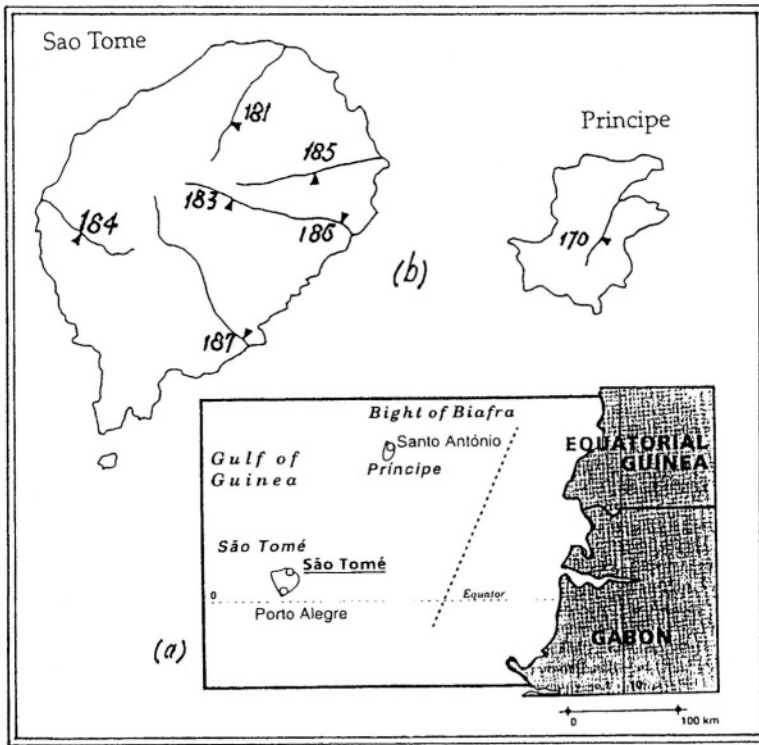 Sao Tome
181
Principe
185
183
184
186
170
(b)
187
Bight of Biafra
Santo António
Príncipe
EQUATORIAL
GUINEA
Gulf of
Guinea
São Tomé
São Tomé
0
Equator
Porto Alegre
GABON
(a)
10
0 100 km